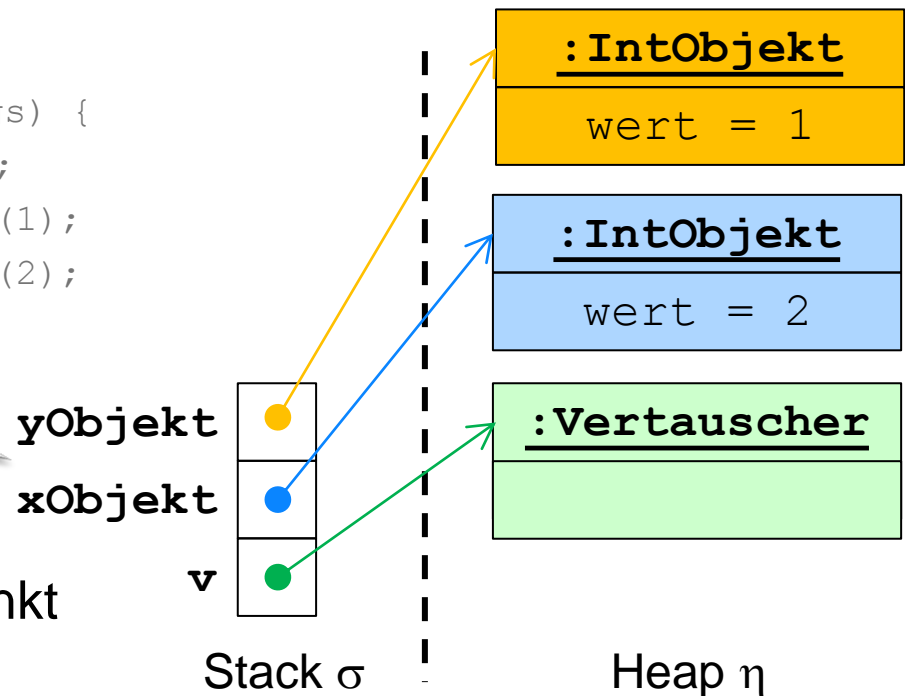 :IntObjekt
wert = 1
s) {
;
(1);
(2);
:IntObjekt
wert = 2
yObjekt
xObjekt
v
:Vertauscher
nkt
Stack σ
Heap η